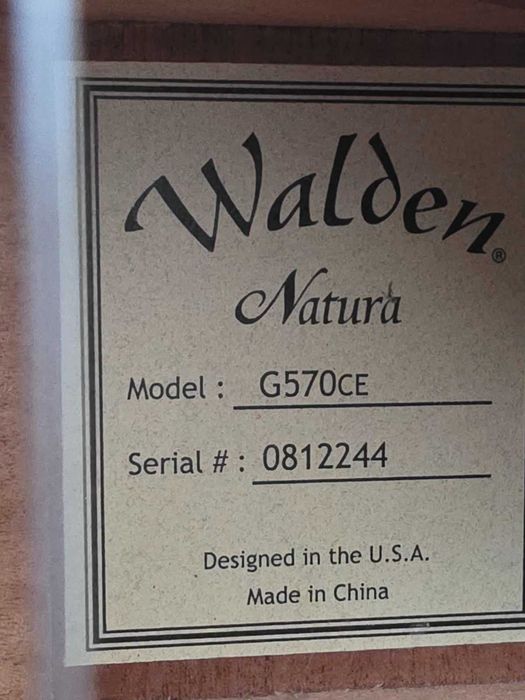 Walden®
Natura
Model : G570CE
Serial # : 0812244
Designed in the U.S.A.
Made in China